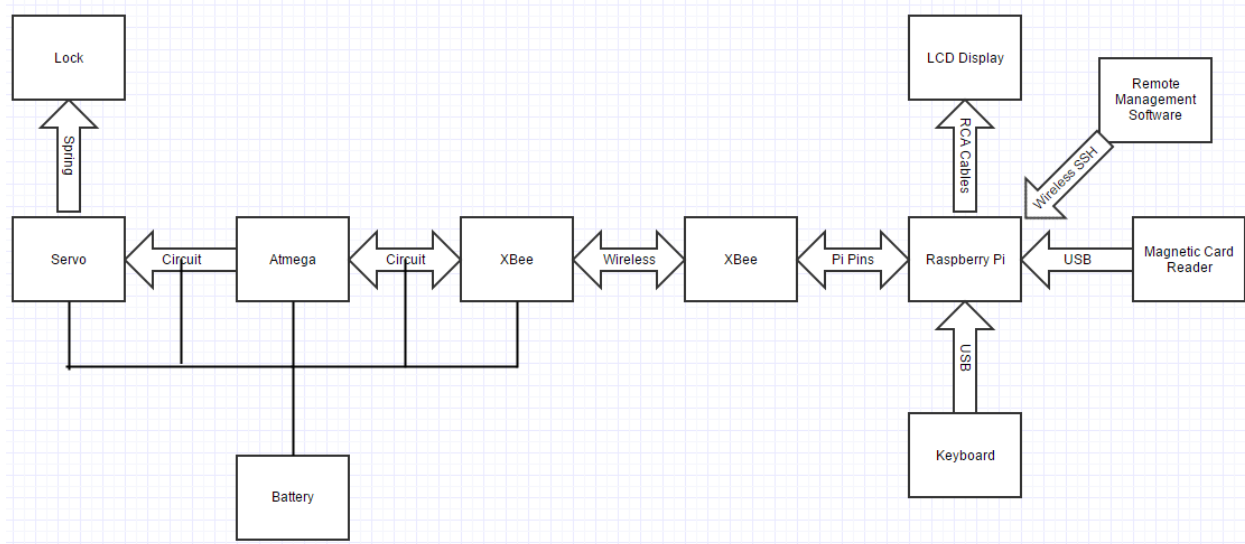 Lock
LCD Display
Remote
Management
Software
Spring
RCA Cables
Wireless SSH
Servo
Circuit
Atmega
Circuit
XBee
Wireless
XBee
Pi Pins
Raspberry Pi
USB
Magnetic Card
Reader
USB
Keyboard
Battery